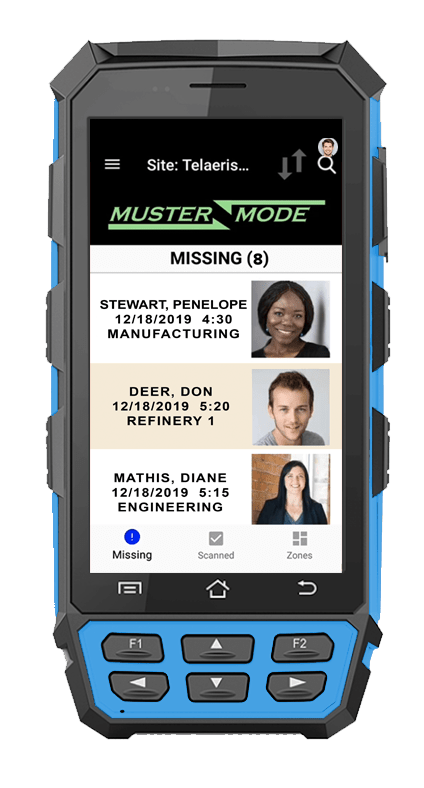 Site: Telaeris...
MUSTER MODE
MISSING (8)
STEWART, PENELOPE
12/18/2019 4:30
MANUFACTURING
DEER, DON
12/18/2019 5:20
REFINERY 1
MATHIS, DIANE
12/18/2019 5:15
ENGINEERING
Missing
Scanned
Zones
F1
F2